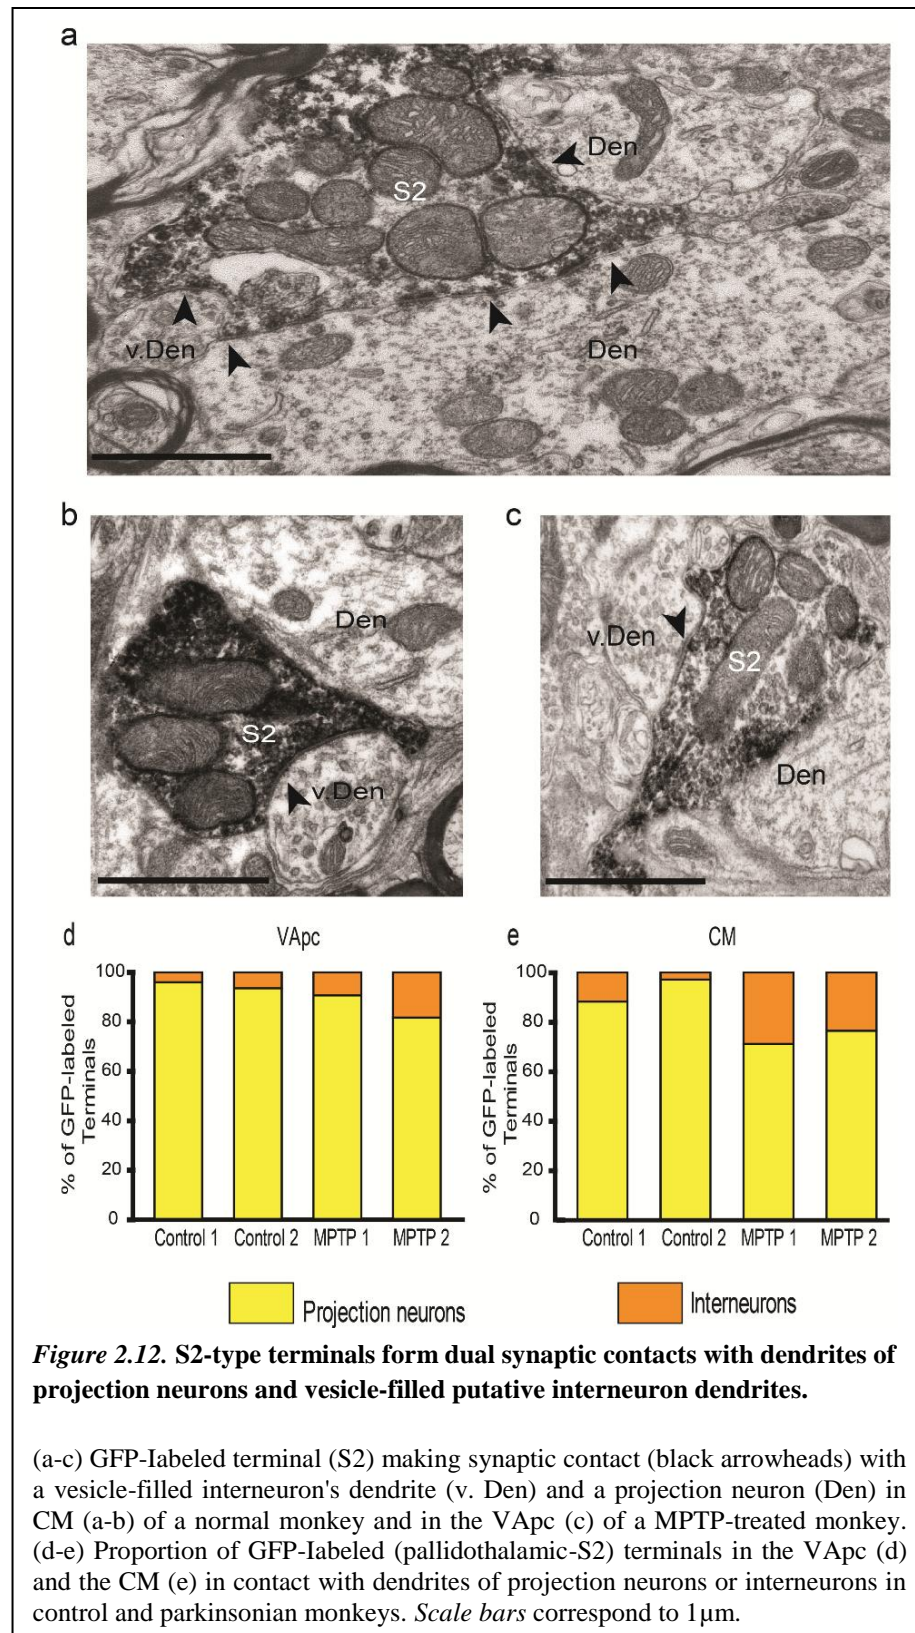 a
Den
S2
v.Den
Den
b
c
Den
v.Den
S2
S2
v.Den
Den
d
VApc
e
CM
% of GFP-labeled
Terminals
100
80
60
40
20
0
Control 1
Control 2
MPTP 1
MPTP 2
% of GFP-labeled
Terminals
100
80
60
40
20
0
Control 1
Control 2
MPTP 1
MPTP 2
Projection neurons
Interneurons
Figure 2.12. S2-type terminals form dual synaptic contacts with dendrites of
projection neurons and vesicle-filled putative interneuron dendrites.
(a-c) GFP-Iabeled terminal (S2) making synaptic contact (black arrowheads) with
a vesicle-filled interneuron's dendrite (v. Den) and a projection neuron (Den) in
CM (a-b) of a normal monkey and in the VApc (c) of a MPTP-treated monkey.
(d-e) Proportion of GFP-Iabeled (pallidothalamic-S2) terminals in the VApc (d)
and the CM (e) in contact with dendrites of projection neurons or interneurons in
control and parkinsonian monkeys. Scale bars correspond to 1µm.